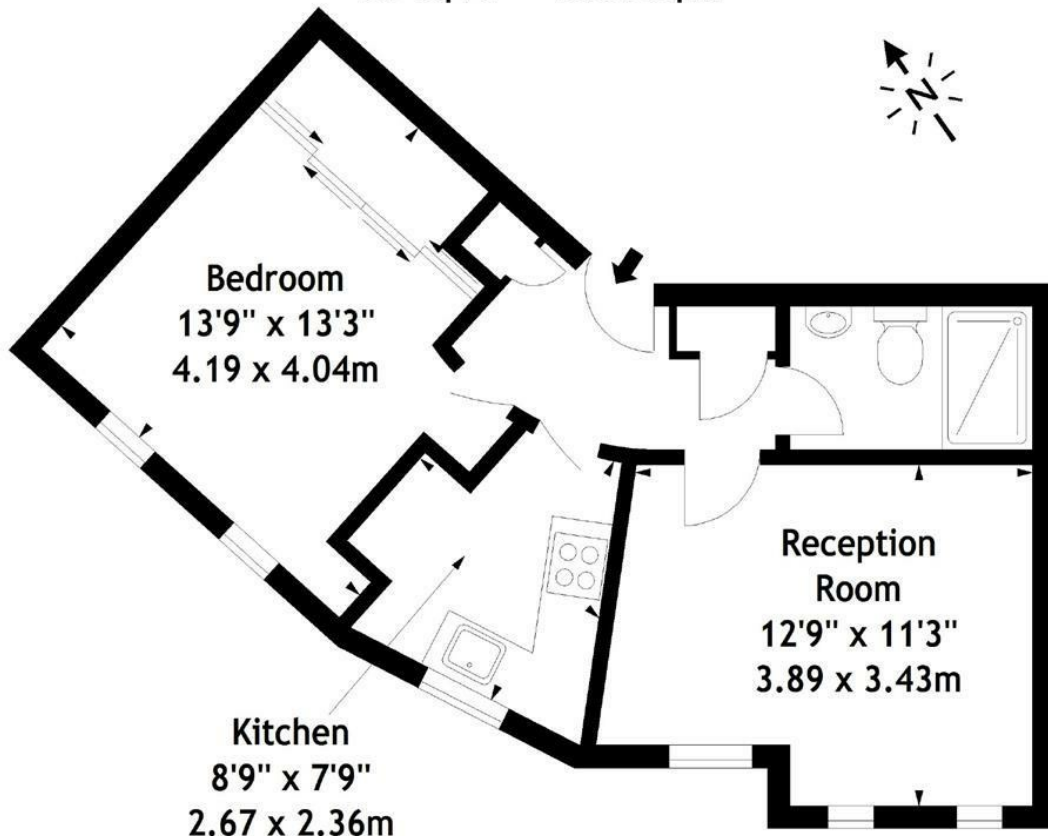 N
Bedroom
13'9" x 13'3"
4.19 x 4.04m
Reception
Room
12'9" x 11'3"
3.89 x 3.43m
Kitchen
8'9" x 7'9"
2.67 x 2.36m